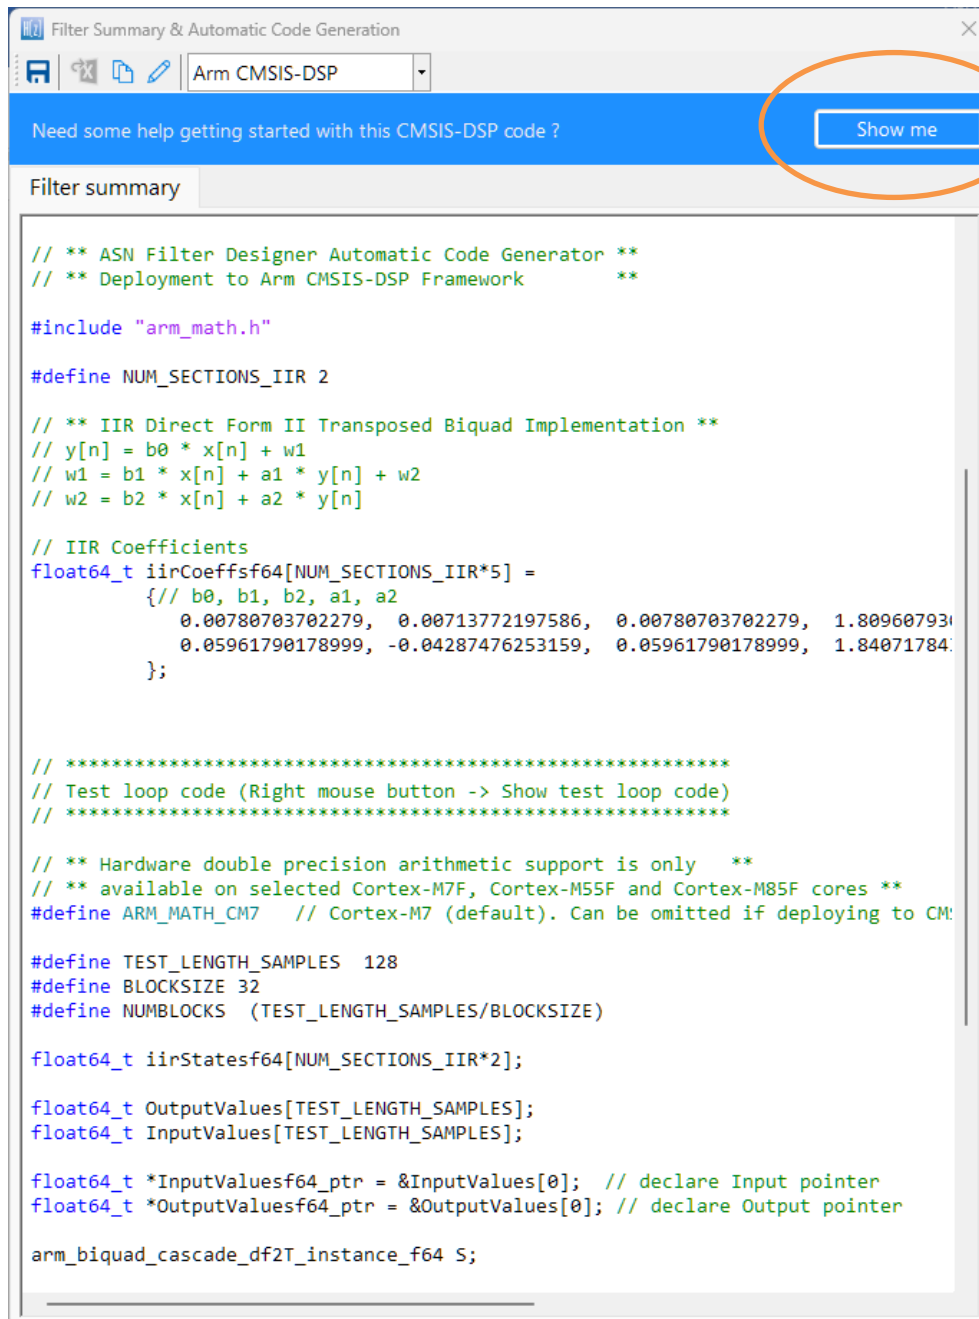 Filter Summary & Automatic Code Generation
Arm CMSIS-DSP
Need some help getting started with this CMSIS-DSP code ?
Show me
Filter summary
// ** ASN Filter Designer Automatic Code Generator **
// ** Deployment to Arm CMSIS-DSP Framework **
#include "arm_math.h"
#define NUM_SECTIONS_IIR 2
// ** IIR Direct Form II Transposed Biquad Implementation **
// y[n] = b0 * x[n] + w1
// w1 = b1 * x[n] + a1 * y[n] + w2
// w2 = b2 * x[n] + a2 * y[n]
// IIR Coefficients
float64_t iirCoeffsf64[NUM_SECTIONS_IIR*5] =
{// b0, b1, b2, a1, a2
0.00780703702279, 0.00713772197586, 0.00780703702279, 1.80960793
0.05961790178999, -0.04287476253159, 0.05961790178999, 1.84071784
};
// *********************************************************
// Test loop code (Right mouse button -> Show test loop code)
// *********************************************************
// ** Hardware double precision arithmetic support is only **
// ** available on selected Cortex-M7F, Cortex-M55F and Cortex-M85F cores **
#define ARM_MATH_CM7 // Cortex-M7 (default). Can be omitted if deploying to CM
#define TEST_LENGTH_SAMPLES 128
#define BLOCKSIZE 32
#define NUMBLOCKS (TEST_LENGTH_SAMPLES/BLOCKSIZE)
float64_t iirStatesf64[NUM_SECTIONS_IIR*2];
float64_t OutputValues[TEST_LENGTH_SAMPLES];
float64_t InputValues[TEST_LENGTH_SAMPLES];
float64_t *InputValuesf64_ptr = &InputValues[0]; // declare Input pointer
float64_t *OutputValuesf64_ptr = &OutputValues[0]; // declare Output pointer
arm_biquad_cascade_df2T_instance_f64 S;